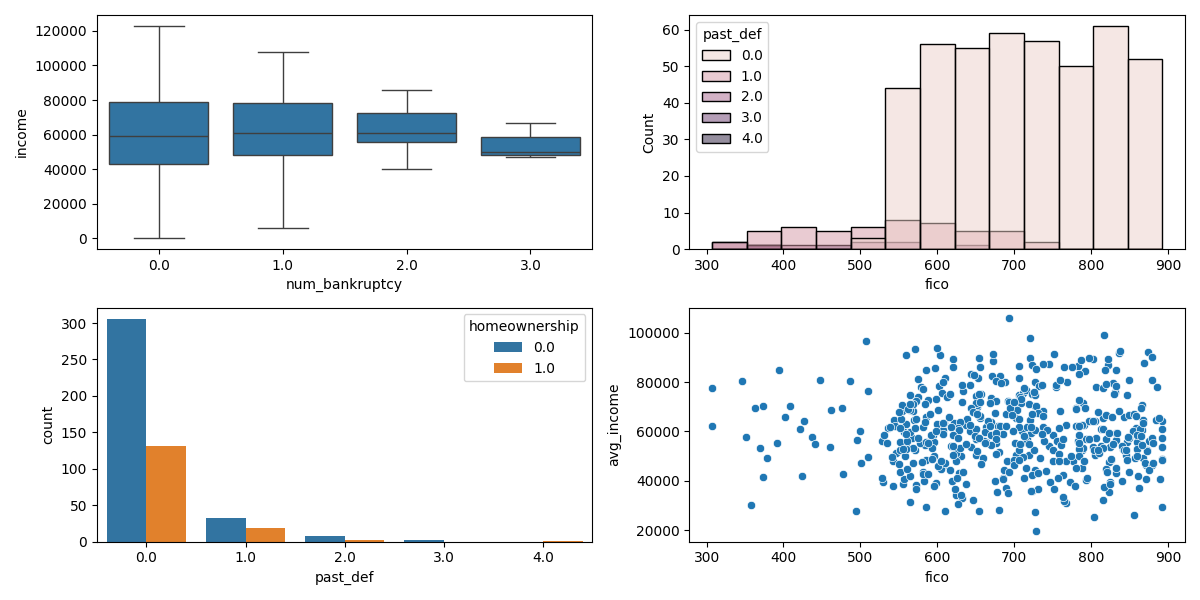 income
120000
100000
80000
60000
40000
20000
0
0.0 1.0 2.0 3.0
num_bankruptcy
Count
60
50
40
30
20
10
0
past_def
0.0
1.0
2.0
3.0
4.0
300 400 500 600 700 800 900
fico
count
300
250
200
150
100
50
0
homeownership
0.0
1.0
0.0 1.0 2.0 3.0 4.0
past_def
avg_income
100000
80000
60000
40000
20000
300 400 500 600 700 800 900
fico